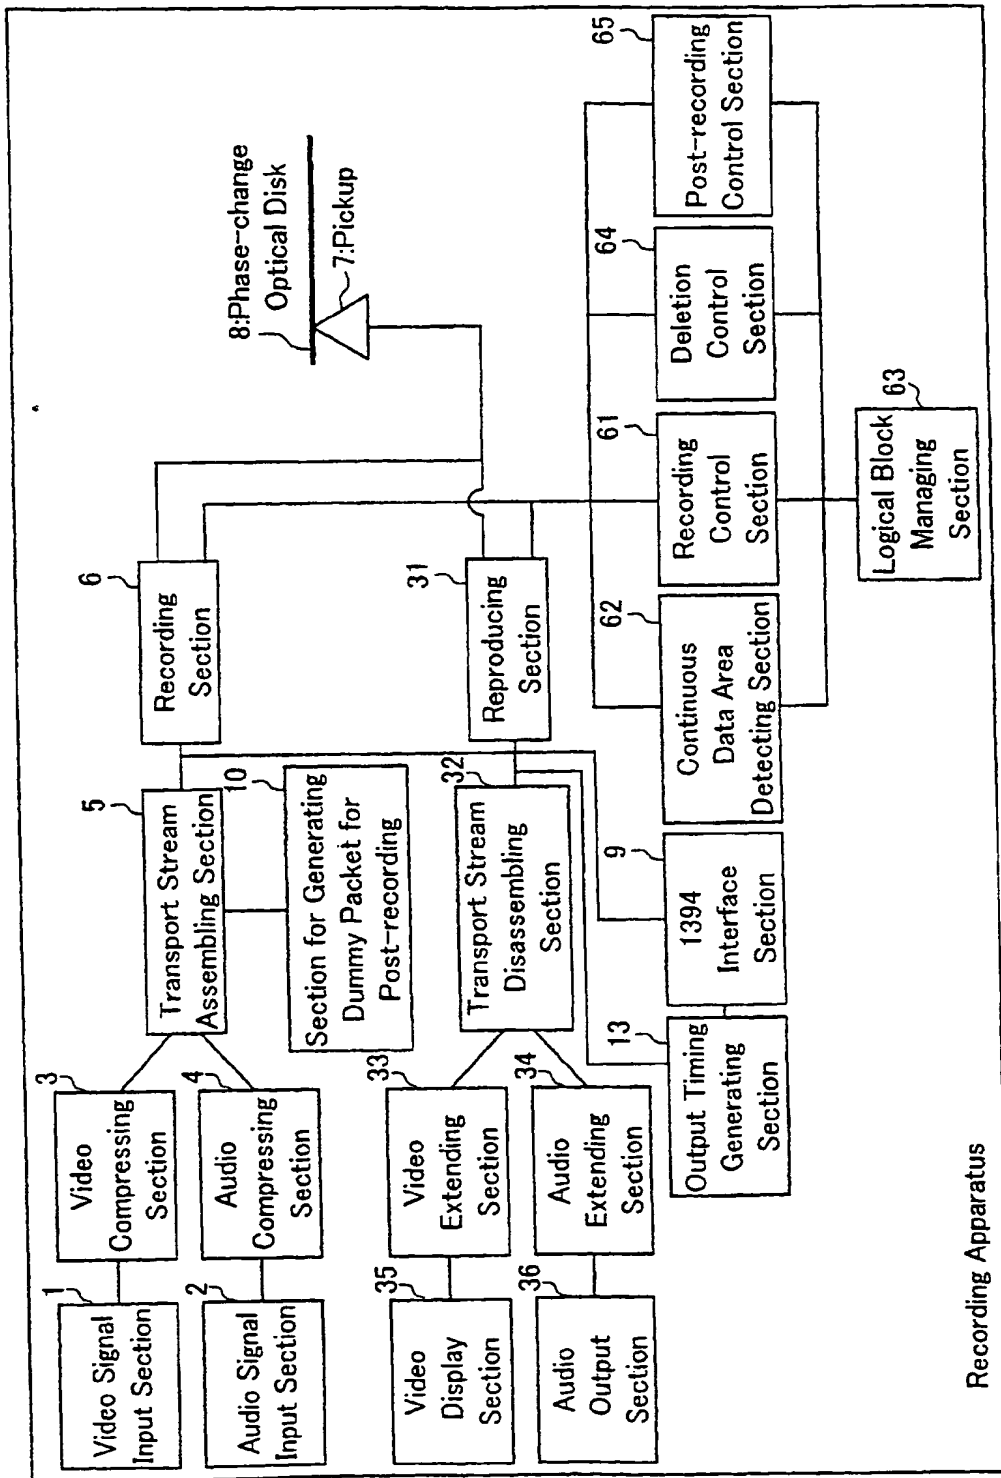 1
Video Signal
Input Section
3
Video
Compressing
Section
5
Transport Stream
Assembling Section
6
Recording
Section
8:Phase-change
Optical Disk
7:Pickup
2
Audio Signal
Input Section
4
Audio
Compressing
Section
10
Section for Generating
Dummy Packet for
Post-recording
35
Video
Display
Section
33
Video
Extending
Section
32
Transport Stream
Disassembling
Section
31
Reproducing
Section
36
Audio
Output
Section
34
Audio
Extending
Section
13
Output Timing
Generating
Section
9
1394
Interface
Section
62
Continuous
Data Area
Detecting Section
61
Recording
Control
Section
64
Deletion
Control
Section
65
Post-recording
Control Section
63
Logical Block
Managing
Section
Recording Apparatus